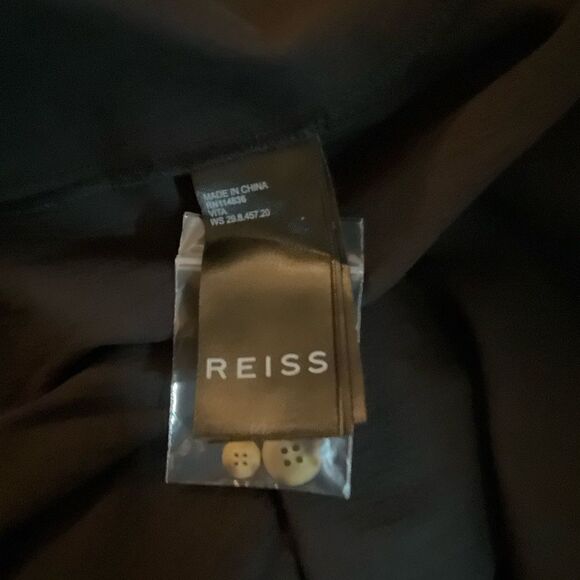 MADE IN CHINA
RN114836
VITA
WS 29.8.457.20
REISS